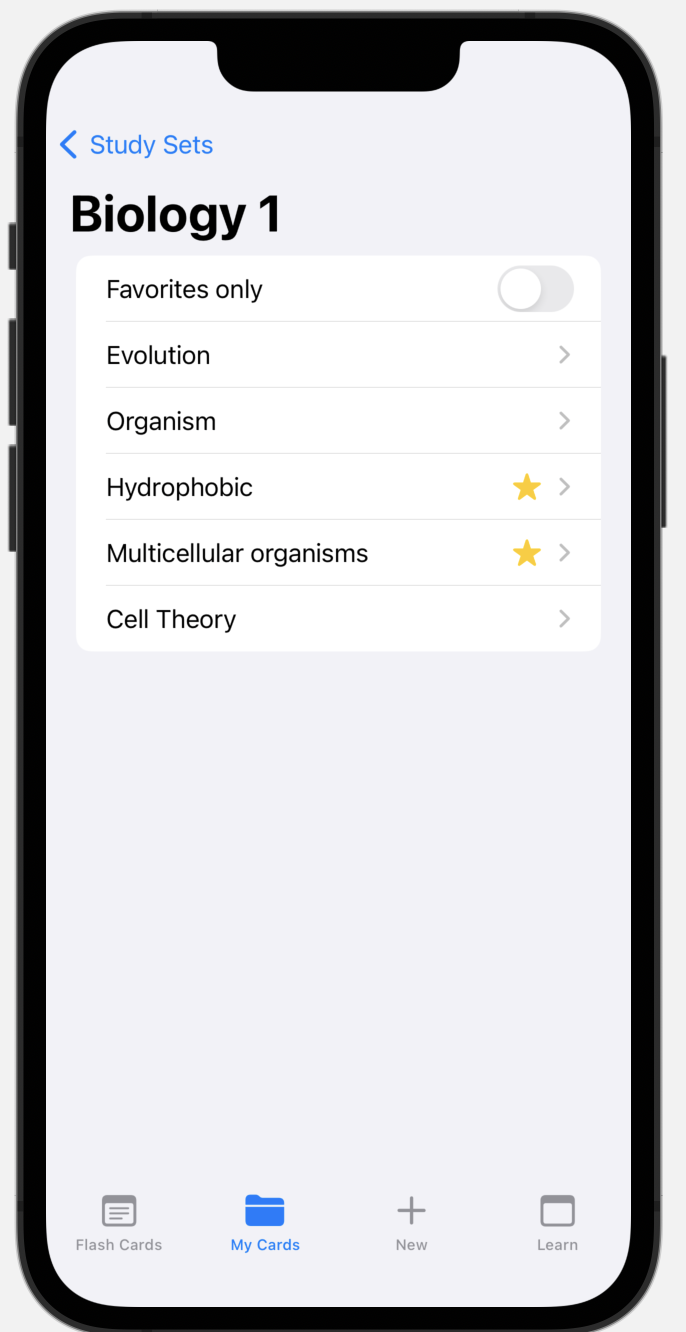 Study Sets
Biology 1
Favorites only
Evolution
Organism
Hydrophobic
Multicellular organisms
Cell Theory
Flash Cards My Cards New Learn